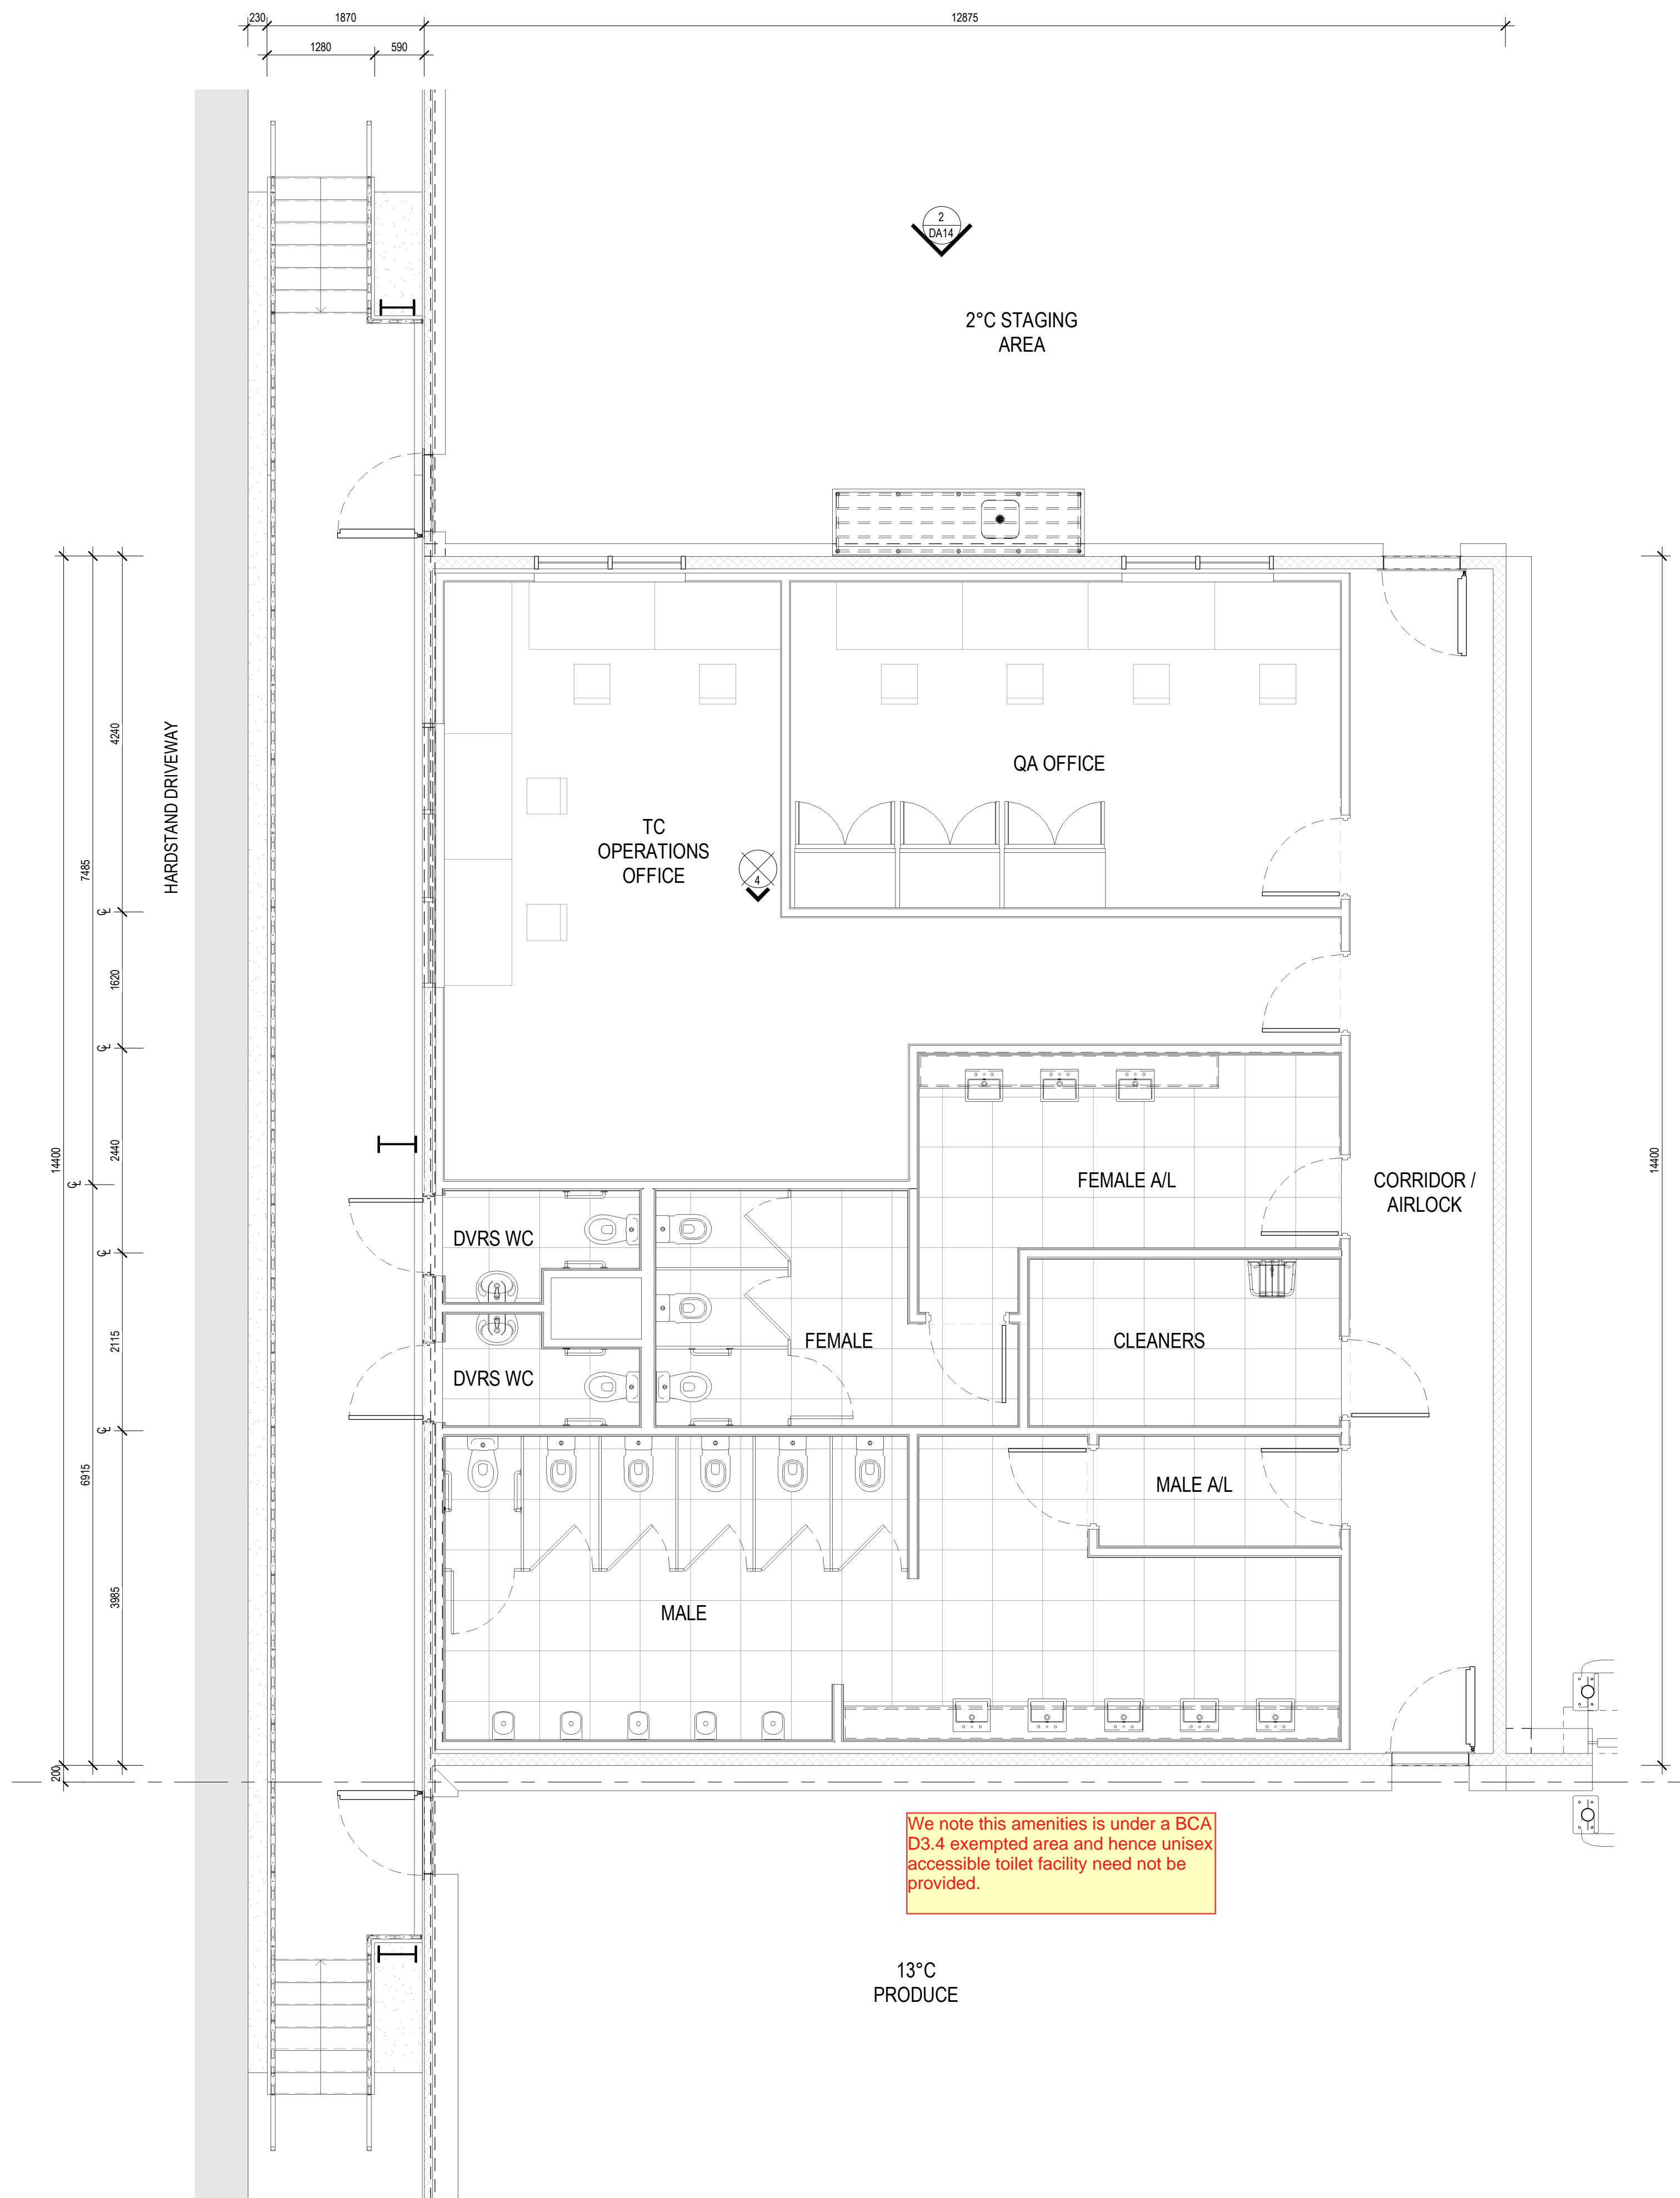 230
1870
12875
1280
590
2
DA14
2°C STAGING
AREA
HARDSTAND DRIVEWAY
4240
7485
1620
2440
14400
2115
6915
3985
200
14400
QA OFFICE
TC
OPERATIONS
OFFICE
4
FEMALE A/L
CORRIDOR /
AIRLOCK
DVRS WC
FEMALE
CLEANERS
DVRS WC
MALE A/L
MALE
We note this amenities is under a BCA
D3.4 exempted area and hence unisex
accessible toilet facility need not be
provided.
13°C
PRODUCE